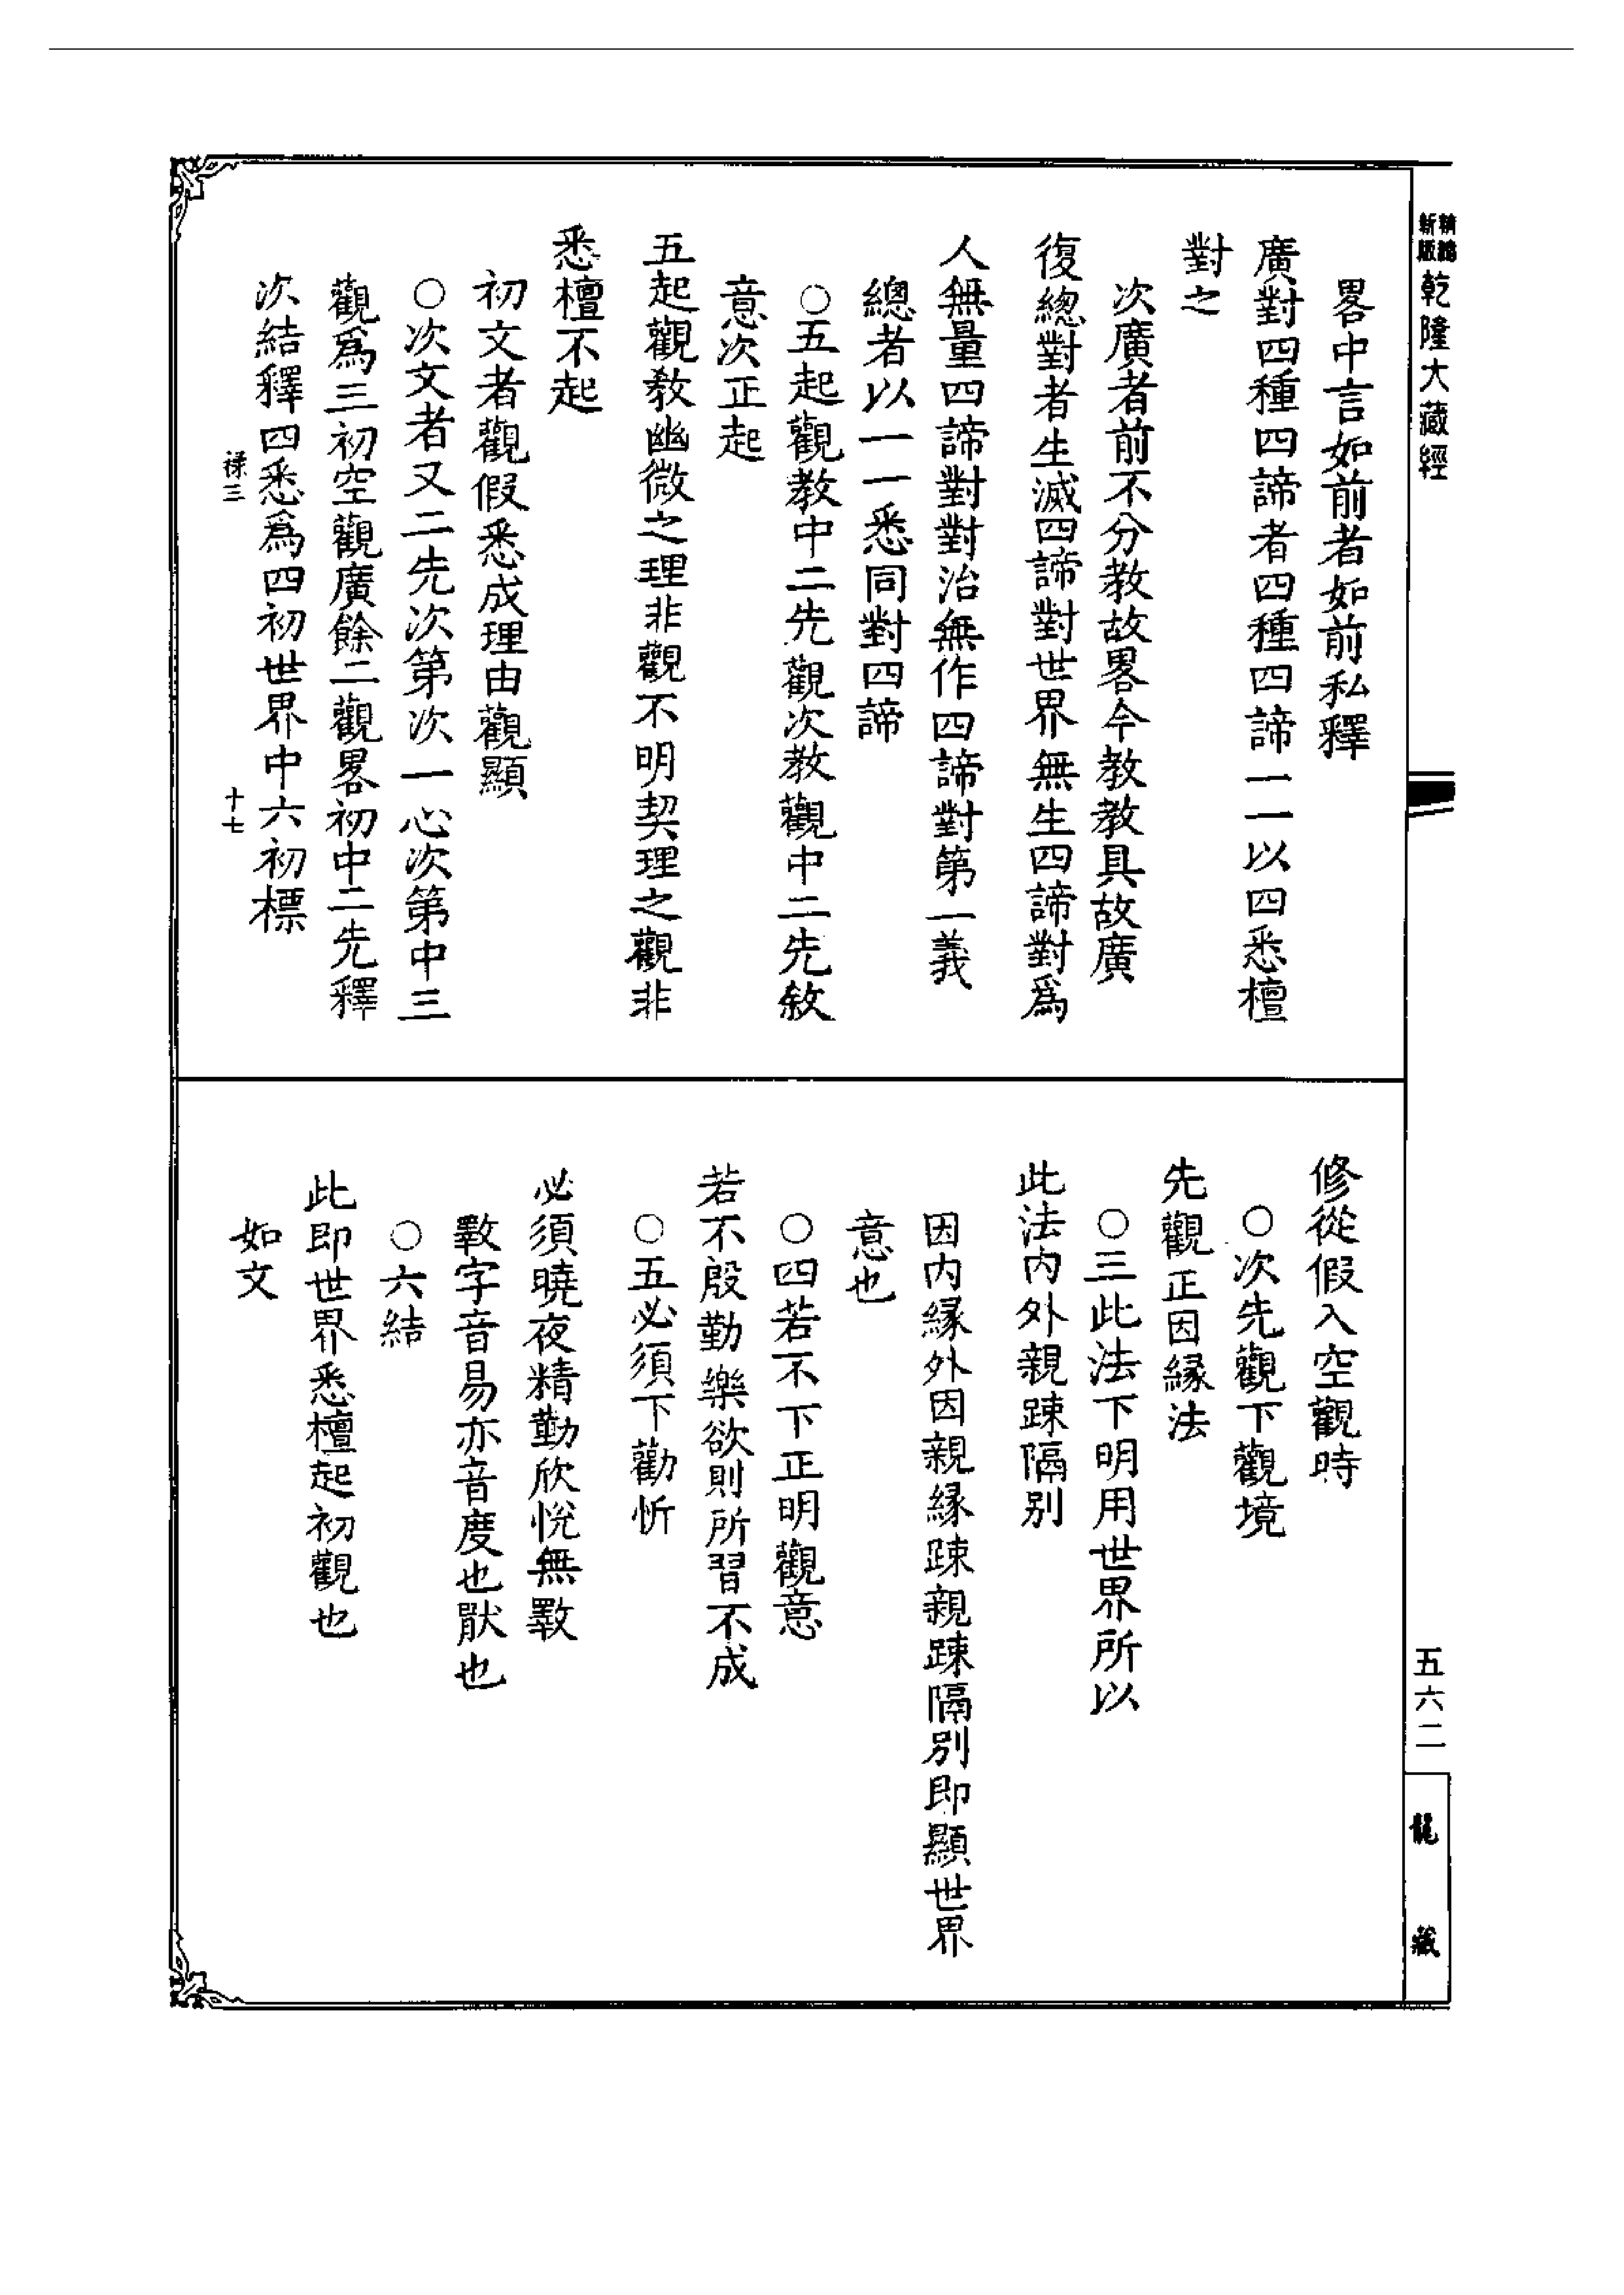 新編縮版乾隆大藏經
畧中言如前者如前私釋
廣對四種四諦者四種四諦一一以四悉檀
對之
次廣者前不分教故畧今教教具故廣
復總對者生滅四諦對世界無生四諦對爲
人無量四諦對對治無作四諦對第一義
總者以一一悉同對四諦
○五起觀教中二先觀次教觀中二先敘
意次正起
五起觀教幽微之理非觀不明契理之觀非
悉檀不起
初文者觀假悉成理由觀顯
○次文者又二先次第次一心次第中三
觀爲三初空觀廣餘二觀畧初中二先釋
次結釋四悉爲四初世界中六初標
祿三
十七
修從假入空觀時
○次先觀下觀境
先觀正因緣法
○三此法下明用世界所以
此法內外親踈隔别
因内緣外因親緣踈親踈隔别即顯世界
意也
○四若不下正明觀意
若不殷勤樂欲則所習不成
○五必須下勸忻
必須曉夜精勤欣悅無斁
斁字音易亦音度也猒也
○六結
此即世界悉檀起初觀也
如文
五六二
龍藏